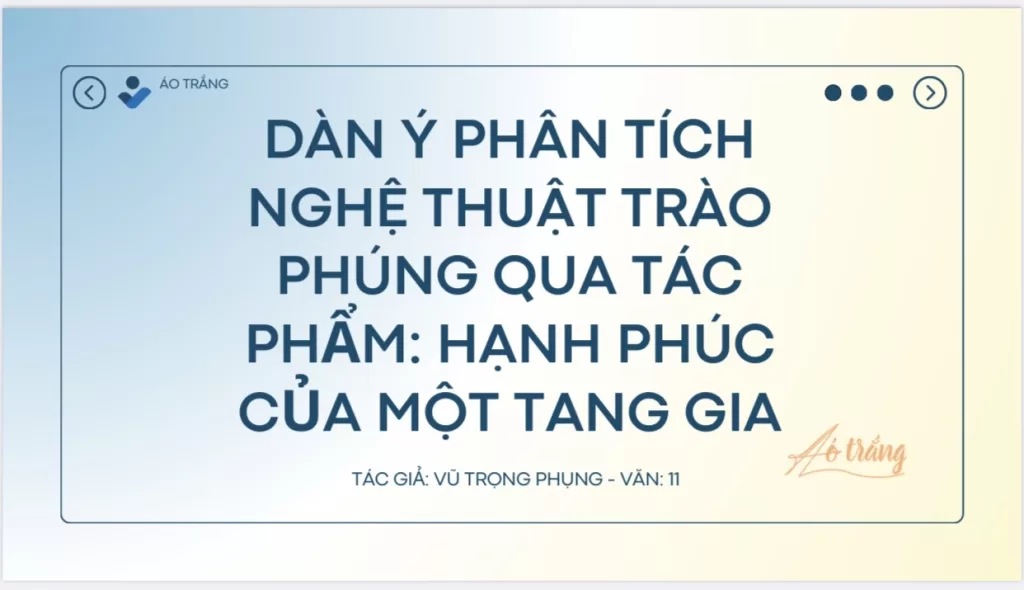 ÁO TRẮNG
DÀN Ý PHÂN TÍCH
NGHỆ THUẬT TRÀO
PHÚNG QUA TÁC
PHẨM: HẠNH PHÚC
CỦA MỘT TANG GIA
Aó trắng
TÁC GIẢ: VŨ TRỌNG PHỤNG - VĂN: 11